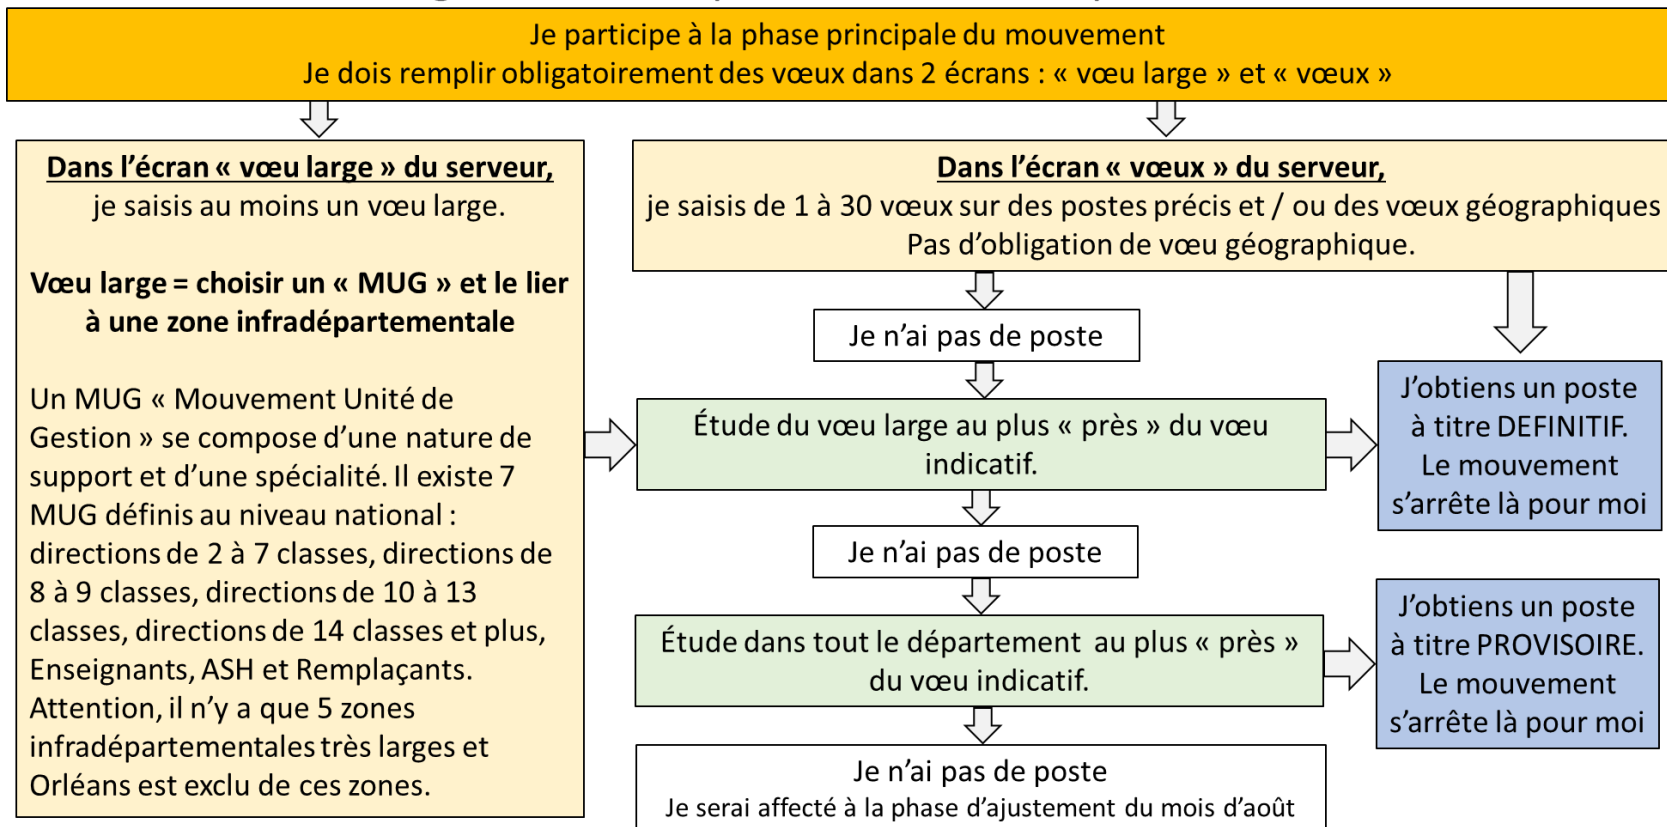 Je participe à la phase principale du mouvement
Je dois remplir obligatoirement des vœux dans 2 écrans : « vœu large » et « vœux »
Dans l’écran « vœu large » du serveur,
je saisis au moins un vœu large.
Vœu large = choisir un « MUG » et le lier
à une zone infradépartementale
Un MUG « Mouvement Unité de
Gestion » se compose d’une nature de
support et d’une spécialité. Il existe 7
MUG définis au niveau national :
directions de 2 à 7 classes, directions de
8 à 9 classes, directions de 10 à 13
classes, directions de 14 classes et plus,
Enseignants, ASH et Remplaçants.
Attention, il n’y a que 5 zones
infradépartementales très larges et
Orléans est exclu de ces zones.
Dans l’écran « vœux » du serveur,
je saisis de 1 à 30 vœux sur des postes précis et / ou des vœux géographiques
Pas d’obligation de vœu géographique.
Je n’ai pas de poste
Étude du vœu large au plus « près » du vœu
indicatif.
Je n’ai pas de poste
Étude dans tout le département au plus « près »
du vœu indicatif.
Je n’ai pas de poste
Je serai affecté à la phase d’ajustement du mois d’août
J’obtiens un poste
à titre DEFINITIF.
Le mouvement
s’arrête là pour moi
J’obtiens un poste
à titre PROVISOIRE.
Le mouvement
s’arrête là pour moi